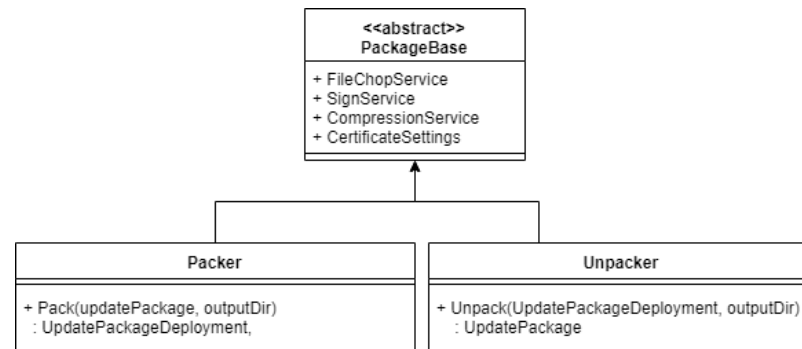 <<abstract>>
PackageBase
+ FileChopService
+ SignService
+ CompressionService
+ CertificateSettings
Packer
+ Pack(updatePackage, outputDir)
: UpdatePackageDeployment,
Unpacker
+ Unpack(UpdatePackageDeployment, outputDir)
: UpdatePackage